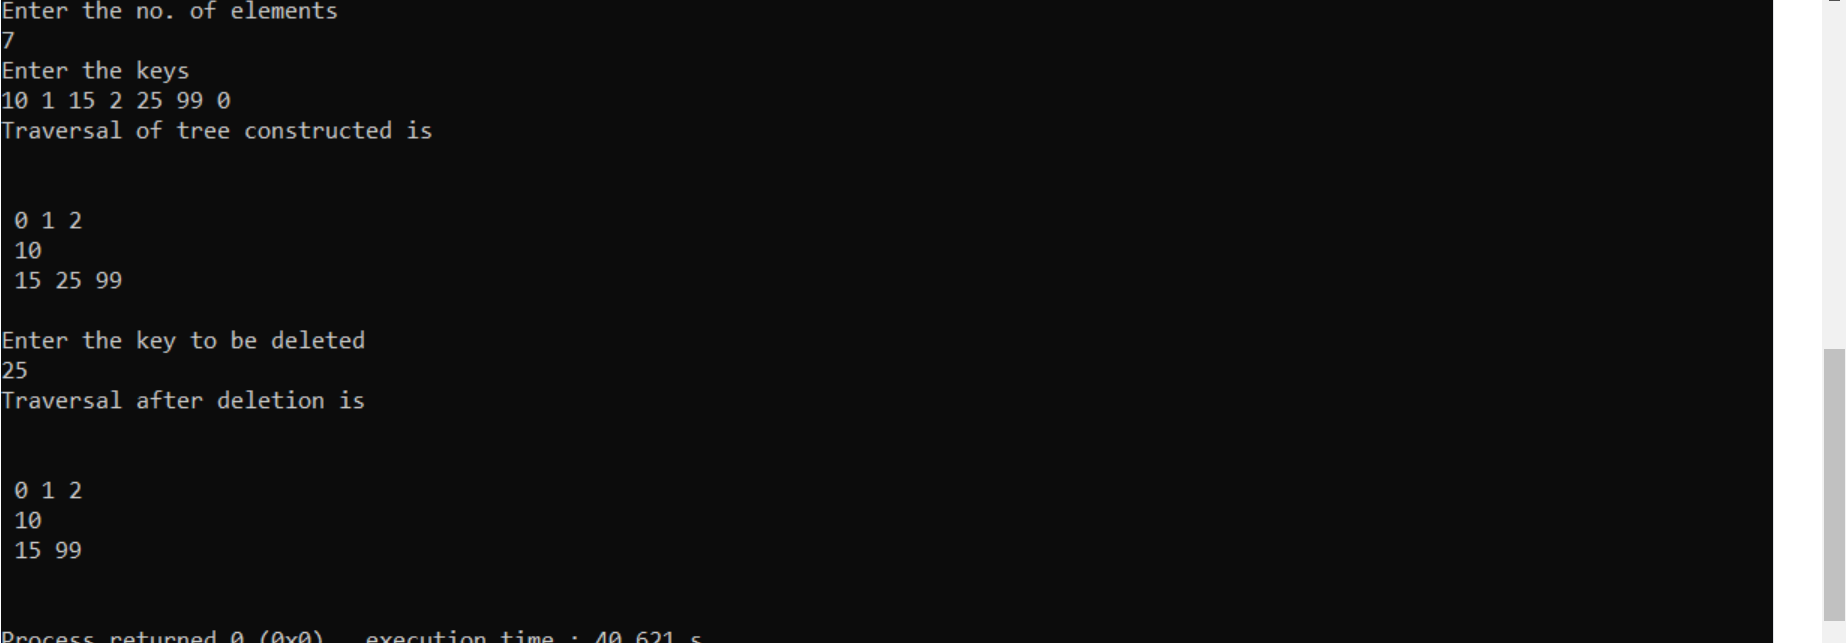 Enter the no. of elements
7
Enter the keys
10 1 15 2 25 99 0
Traversal of tree constructed is
0 1 2
10
15 25 99
Enter the key to be deleted
25
Traversal after deletion is
0 1 2
10
15 99
Process returned 0 (0x0)   execution time : 40.621 s